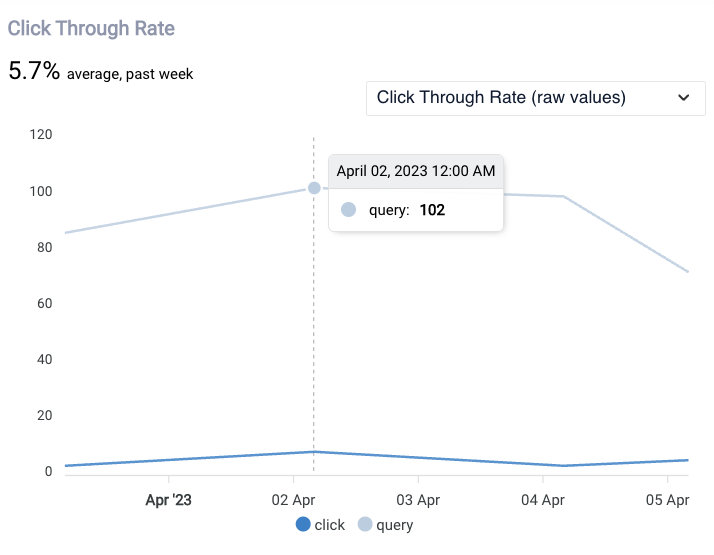 Click Through Rate
5.7% average, past week
Click Through Rate (raw values)
120
100
80
60
40
20
0
April 02, 2023 12:00 AM
query: 102
Apr '23 02 Apr 03 Apr 04 Apr 05 Apr
click query